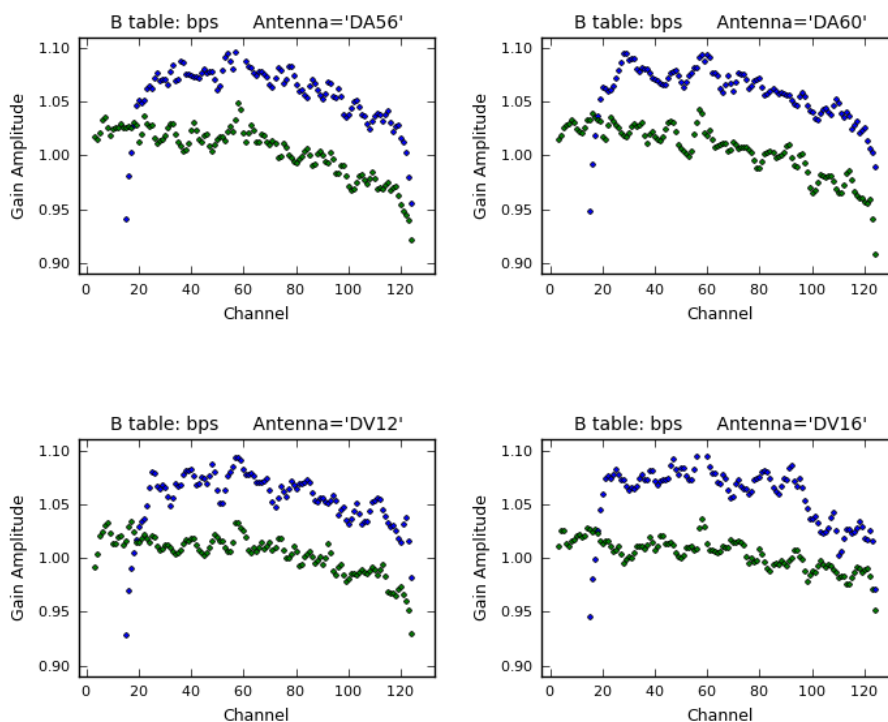 B table: bps Antenna='DA56'
Gain Amplitude
1.10
1.05
1.00
0.95
0.90
0 20 40 60 80 100 120
Channel
B table: bps Antenna='DA60'
Gain Amplitude
1.10
1.05
1.00
0.95
0.90
0 20 40 60 80 100 120
Channel
B table: bps Antenna='DV12'
Gain Amplitude
1.10
1.05
1.00
0.95
0.90
0 20 40 60 80 100 120
Channel
B table: bps Antenna='DV16'
Gain Amplitude
1.10
1.05
1.00
0.95
0.90
0 20 40 60 80 100 120
Channel